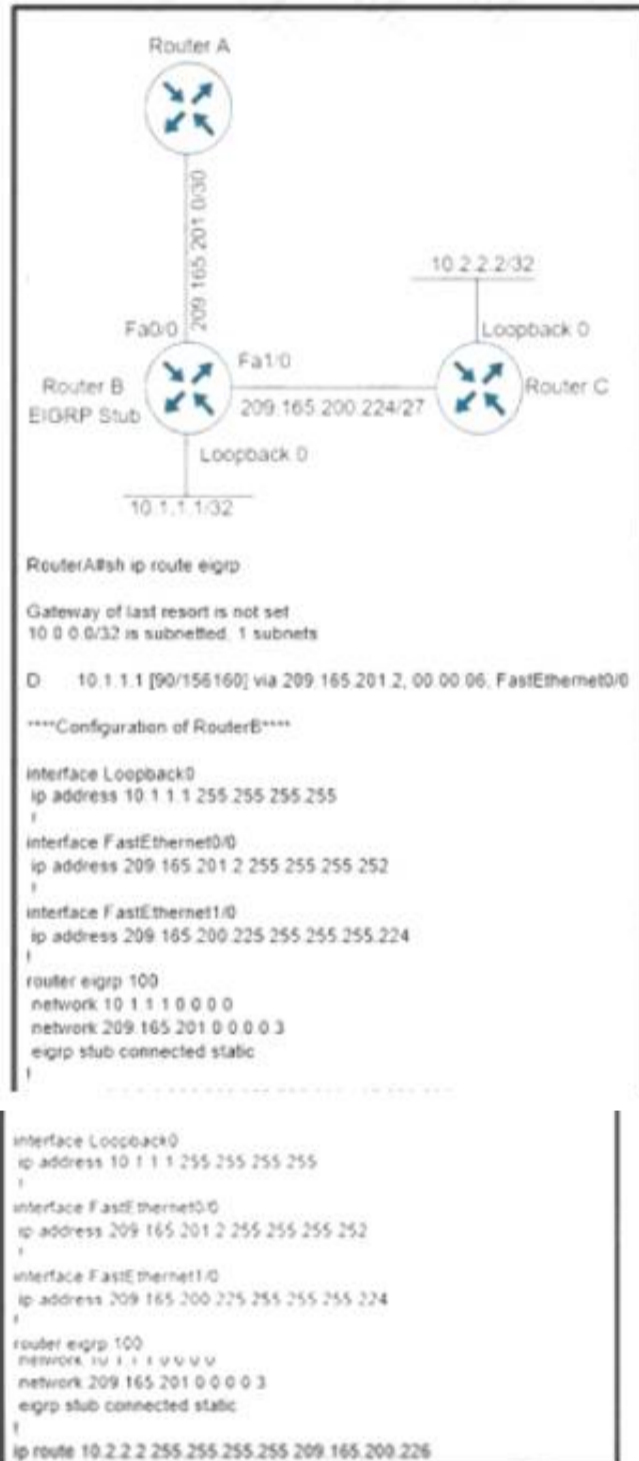 Router A
209.165.201.0/30
10.2.2.2/32
Fa0/0
Loopback 0
Fa1/0
Router B
Router C
EIGRP Stub
209.165.200.224/27
Loopback 0
10.1.1.1/32
RouterA#sh ip route eigrp
Gateway of last resort is not set
10.0.0.0/32 is subnetted, 1 subnets
D 10.1.1.1 [90/156160] via 209.165.201.2, 00:00:06, FastEthernet0/0
****Configuration of RouterB****
interface Loopback0
ip address 10.1.1.1 255.255.255.255
!
interface FastEthernet0/0
ip address 209.165.201.2 255.255.255.252
!
interface FastEthernet1/0
ip address 209.165.200.225 255.255.255.224
!
router eigrp 100
network 10.1.1.1 0.0.0.0
network 209.165.201.0 0.0.0.3
eigrp stub connected static
!
interface Loopback0
ip address 10.1.1.1 255.255.255.255
!
interface FastEthernet0/0
ip address 209.165.201.2 255.255.255.252
!
interface FastEthernet1/0
ip address 209.165.200.225 255.255.255.224
!
router eigrp 100
network 10.1.1.1 0.0.0.0
network 209.165.201.0 0.0.0.3
eigrp stub connected static
!
ip route 10.2.2.2 255.255.255.255 209.165.200.226